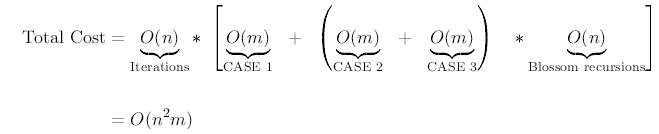 Total Cost = O(n) ∗ [ O(m) + ( O(m) + O(m) ) ∗ O(n) ]
Iterations CASE 1 CASE 2 CASE 3 Blossom recursions
= O(n²m)